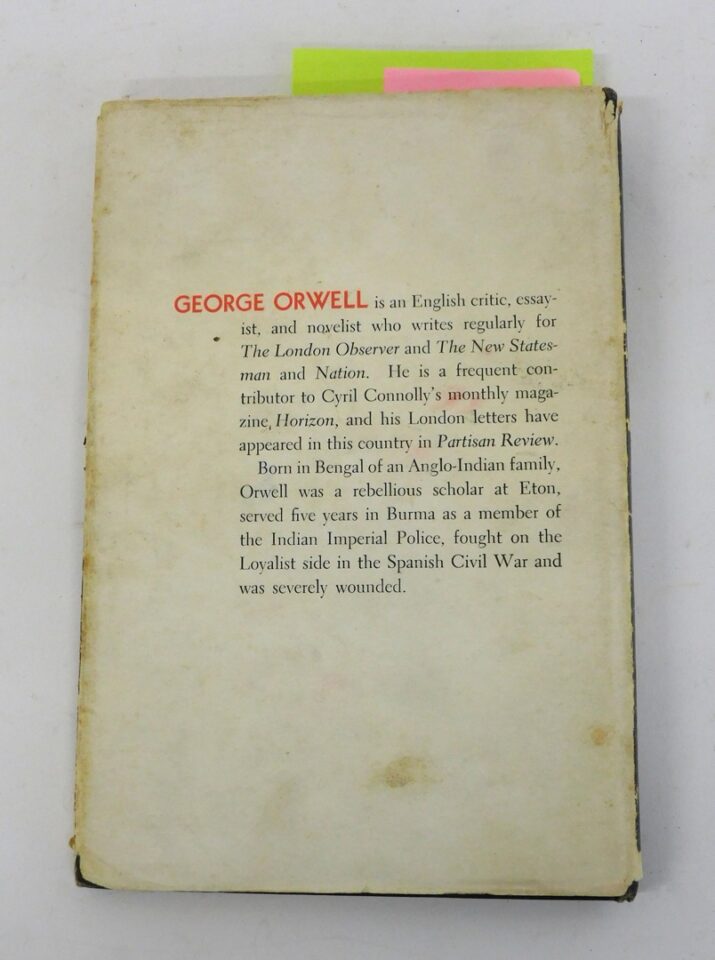 GEORGE ORWELL is an English critic, essay-
ist, and novelist who writes regularly for
The London Observer and The New States-
man and Nation. He is a frequent con-
tributor to Cyril Connolly's monthly maga-
zine, Horizon, and his London letters have
appeared in this country in Partisan Review.
Born in Bengal of an Anglo-Indian family,
Orwell was a rebellious scholar at Eton,
served five years in Burma as a member of
the Indian Imperial Police, fought on the
Loyalist side in the Spanish Civil War and
was severely wounded.